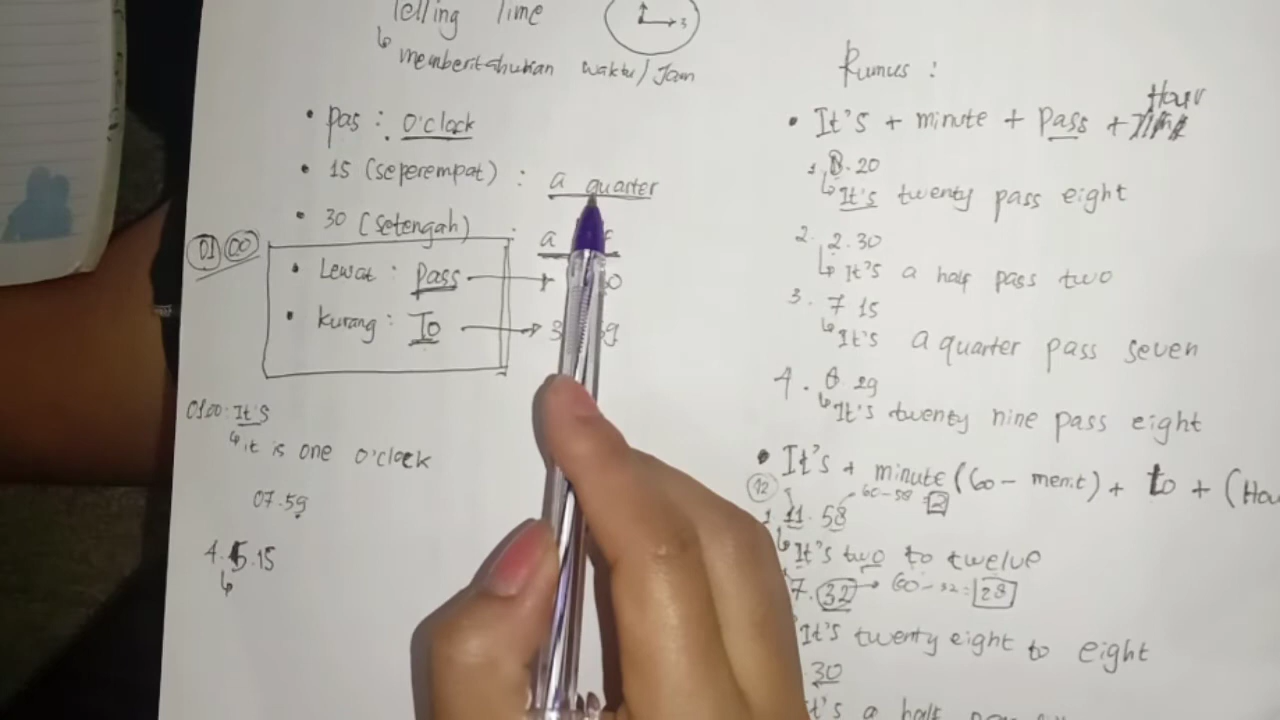 Telling Time
3
memberitahukan waktu/Jam
• pas : O'clock
• 15 (seperempat) : a quarter
• 30 (setengah) : a
01 00
• Lewat : pass
• kurang : To
01.00 : It's
it is one o'clock
07.59
4. 5.15
Rumus :
• It's + minute + pass + Hour
1. 8.20
It's twenty pass eight
2. 2.30
It's a half pass two
3. 7 15
It's a quarter pass seven
4. 8.29
It's twenty nine pass eight
• It's + minute (60 - menit) + to + (Hou
12
60-58 = 2
1. 11.58
It's two to twelve
7.32 → 60-32 = 28
It's twenty eight to eight
30
It's a half